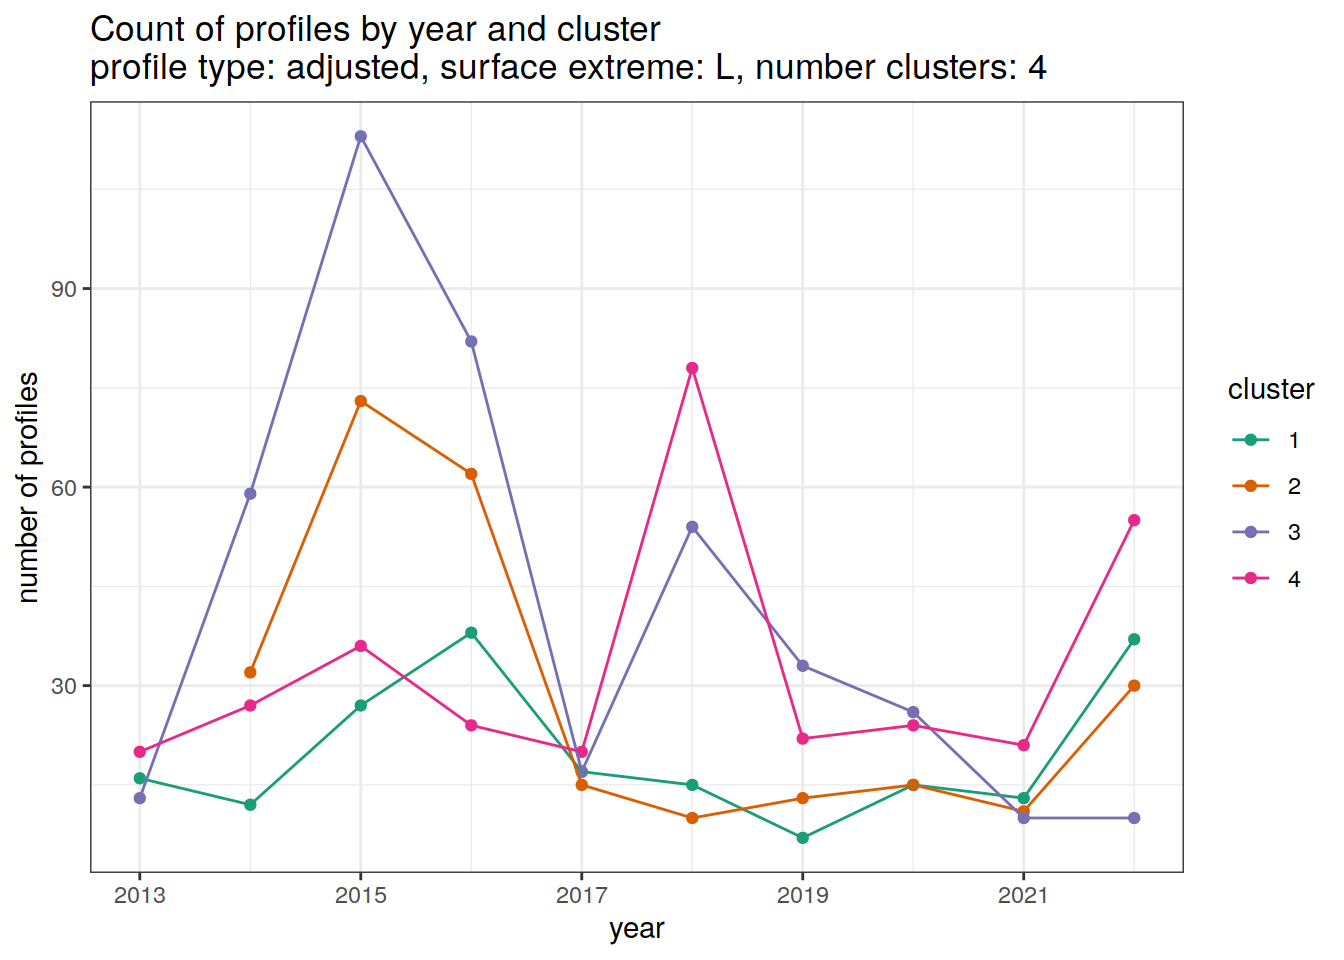 Count of profiles by year and cluster
profile type: adjusted, surface extreme: L, number clusters: 4
90
60
30
number of profiles
2013
2015
2017
2019
2021
year
cluster
1
2
3
4